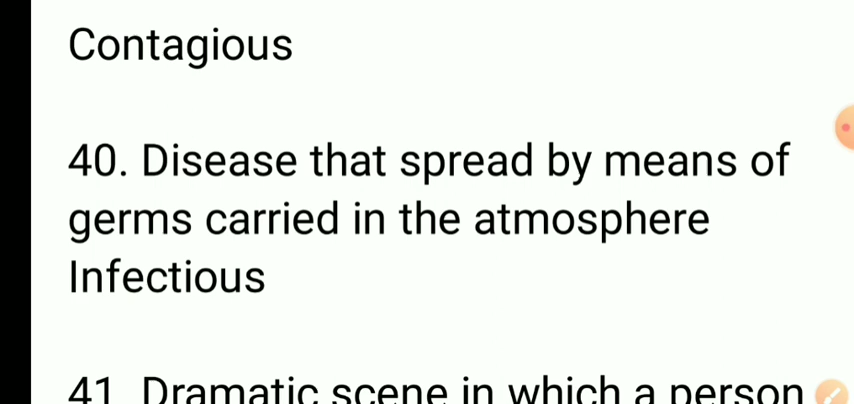 Contagious
40. Disease that spread by means of
germs carried in the atmosphere
Infectious
41. Dramatic scene in which a person